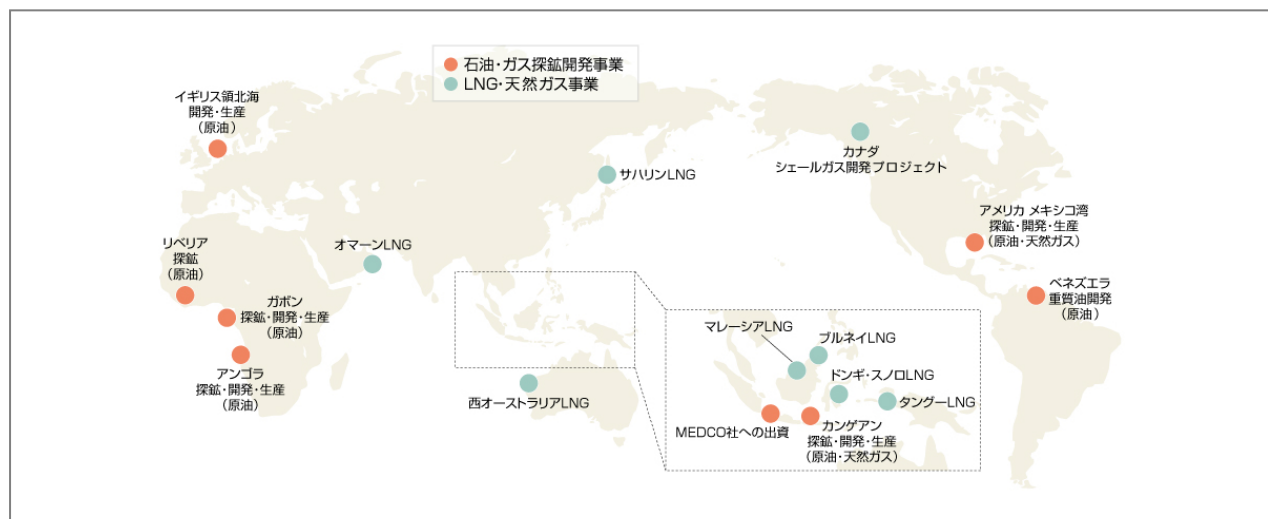 石油・ガス探鉱開発事業
LNG・天然ガス事業
イギリス領北海
開発・生産
（原油）
サハリンLNG
カナダ
シェールガス開発プロジェクト
アメリカ メキシコ湾
探鉱・開発・生産
（原油・天然ガス）
リベリア
探鉱
（原油）
オマーンLNG
ガボン
探鉱・開発・生産
（原油）
ベネズエラ
重質油開発
（原油）
アンゴラ
探鉱・開発・生産
（原油）
西オーストラリアLNG
マレーシアLNG
ブルネイLNG
ドンギ・スノロLNG
タングーLNG
MEDCO社への出資
カンゲアン
探鉱・開発・生産
（原油・天然ガス）